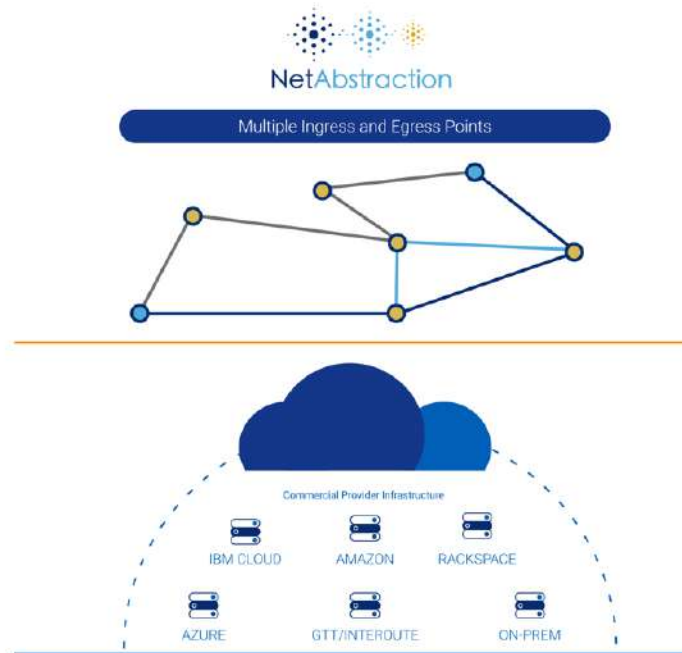 NetAbstraction
Multiple Ingress and Egress Points
Commercial Provider Infrastructure
IBM CLOUD AMAZON RACKSPACE
AZURE GTT/INTEROUTE ON-PREM